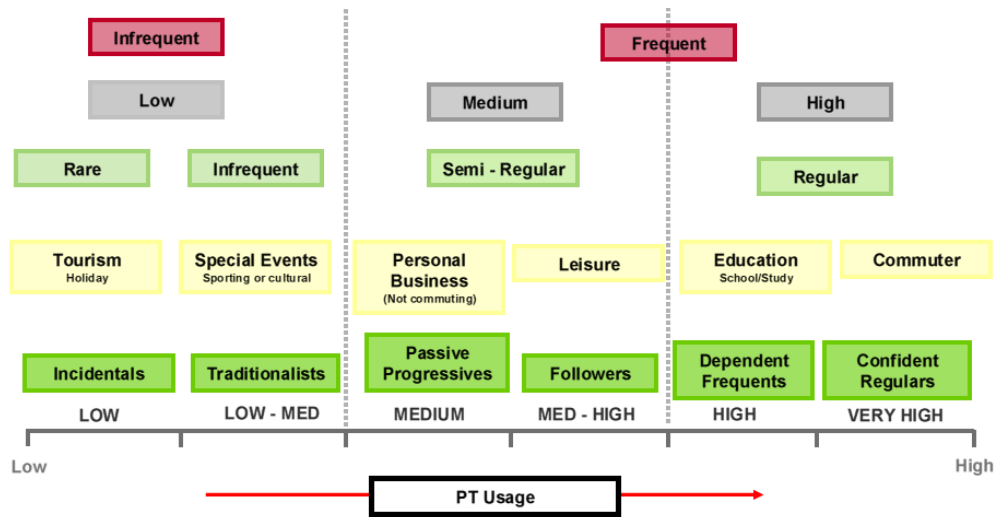 Infrequent
Frequent
Low
Medium
High
Rare
Infrequent
Semi - Regular
Regular
Tourism
Holiday
Special Events
Sporting or cultural
Personal
Business
(Not commuting)
Leisure
Education
School/Study
Commuter
Incidentals
Traditionalists
Passive
Progressives
Followers
Dependent
Frequents
Confident
Regulars
LOW
LOW - MED
MEDIUM
MED - HIGH
HIGH
VERY HIGH
Low
High
PT Usage